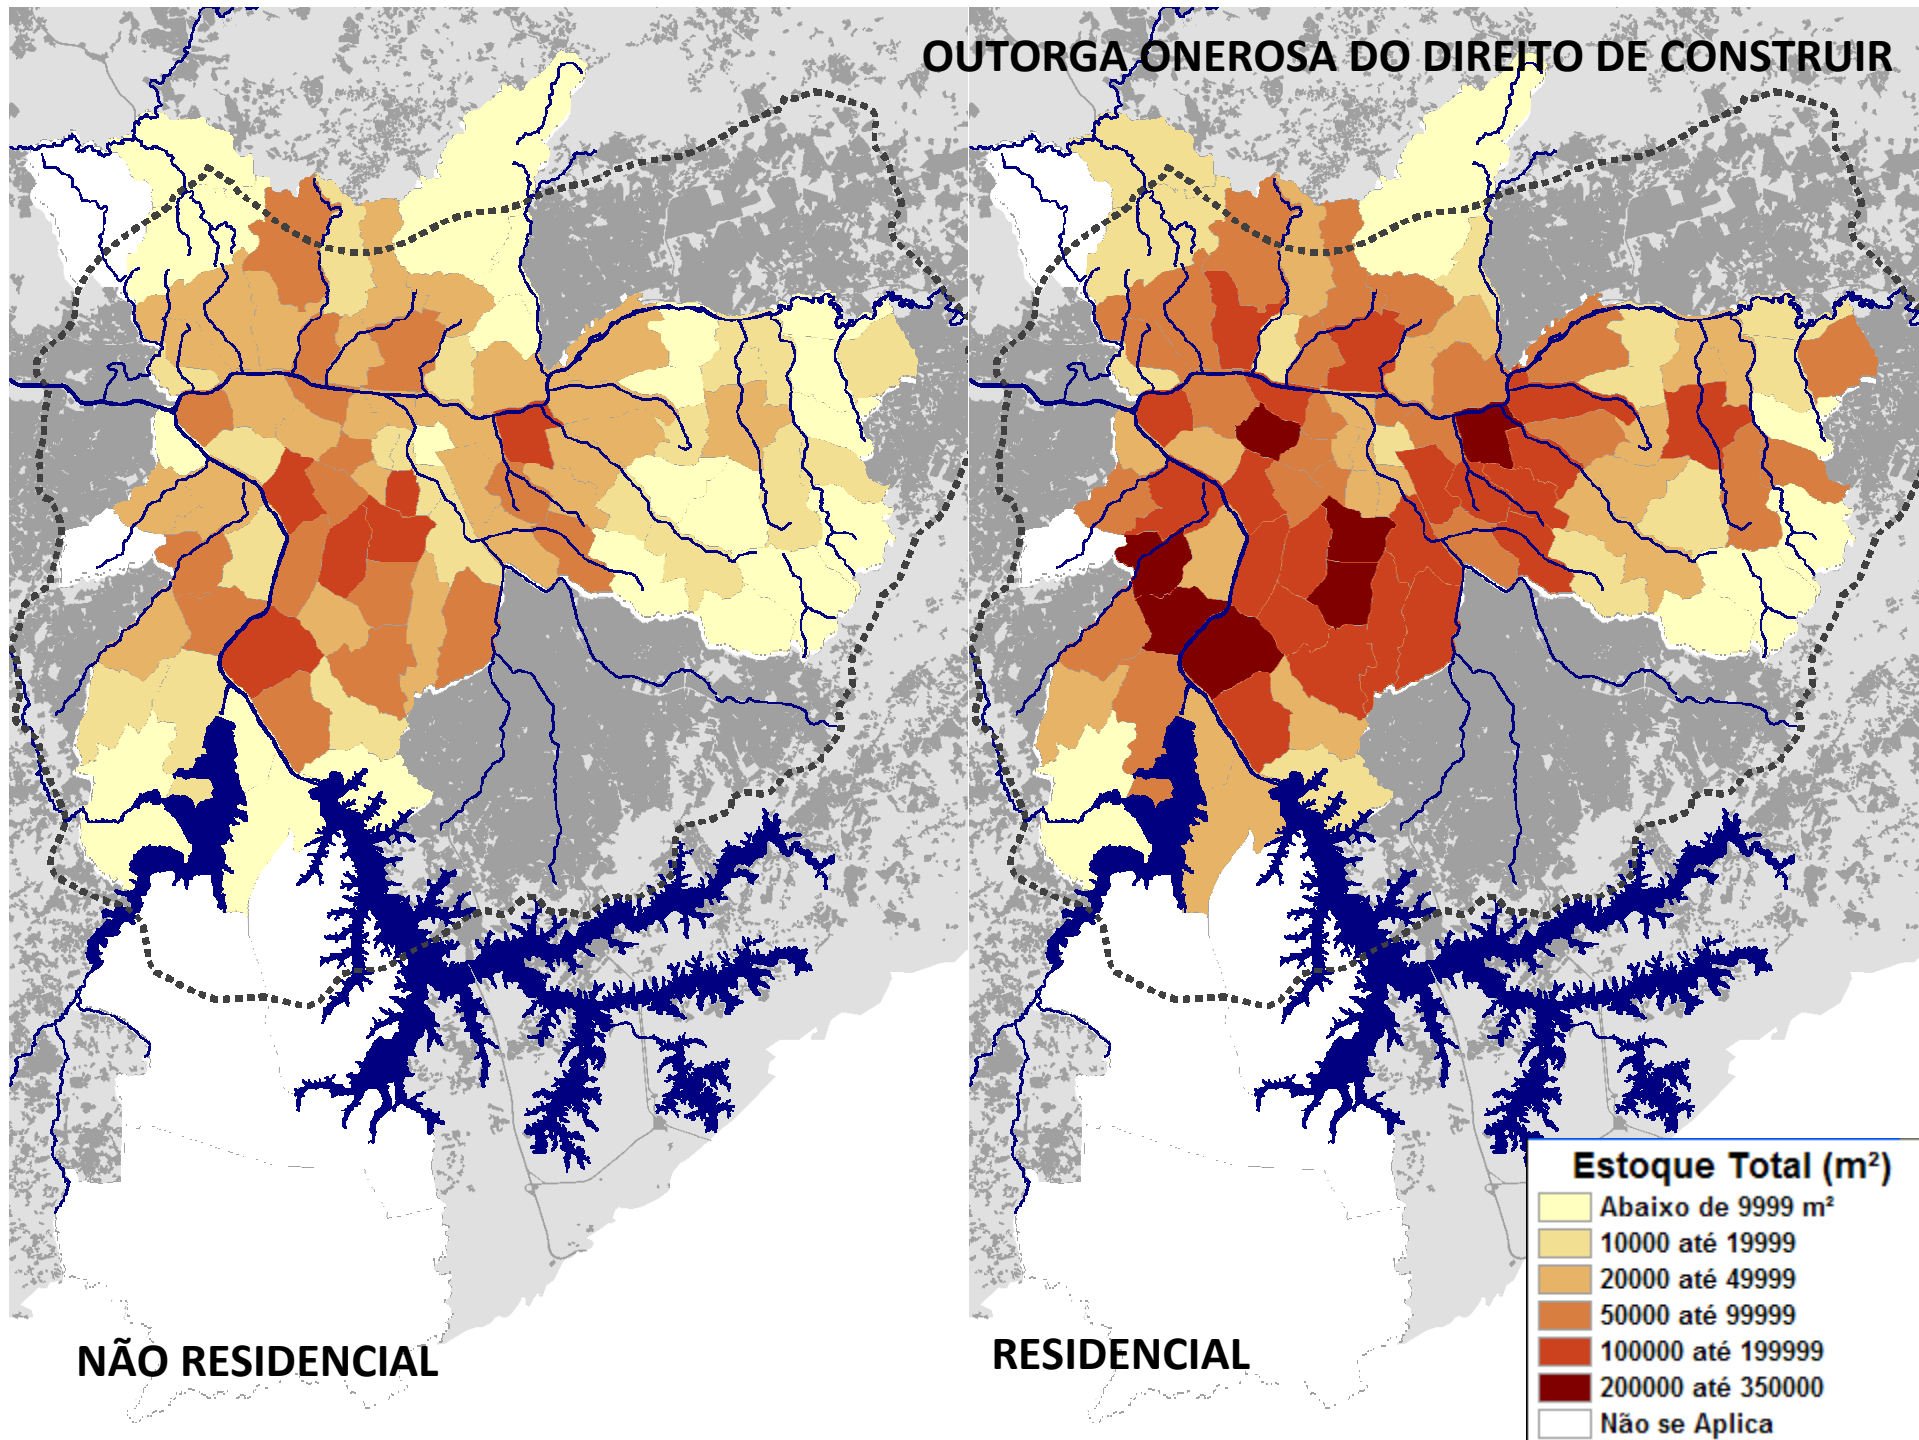 OUTORGA ONEROSA DO DIREITO DE CONSTRUIR
NÃO RESIDENCIAL
RESIDENCIAL
Estoque Total (m²)
Abaixo de 9999 m²
10000 até 19999
20000 até 49999
50000 até 99999
100000 até 199999
200000 até 350000
Não se Aplica